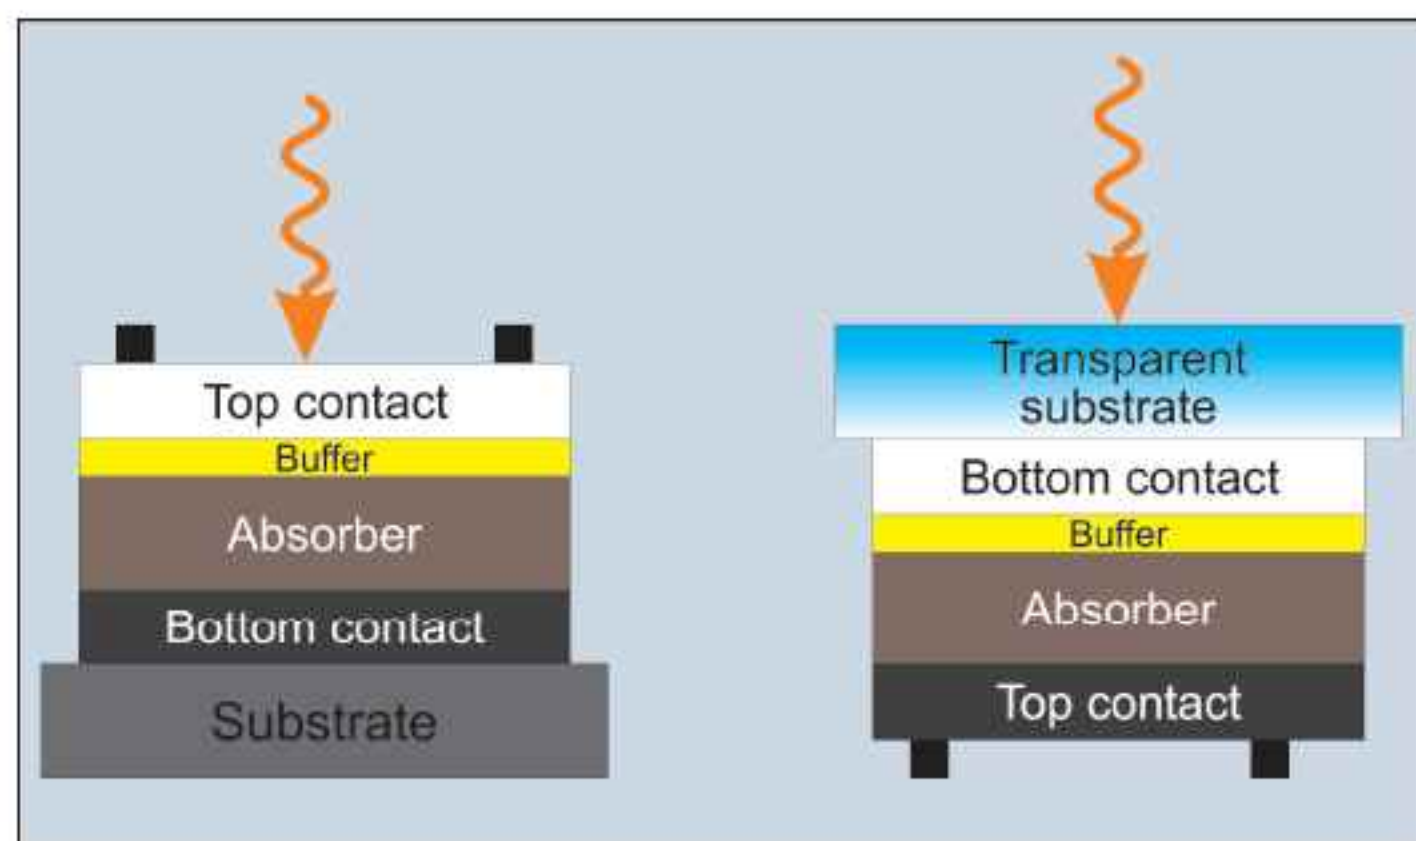 Top contact
Buffer
Absorber
Bottom contact
Substrate
Transparent
substrate
Bottom contact
Buffer
Absorber
Top contact